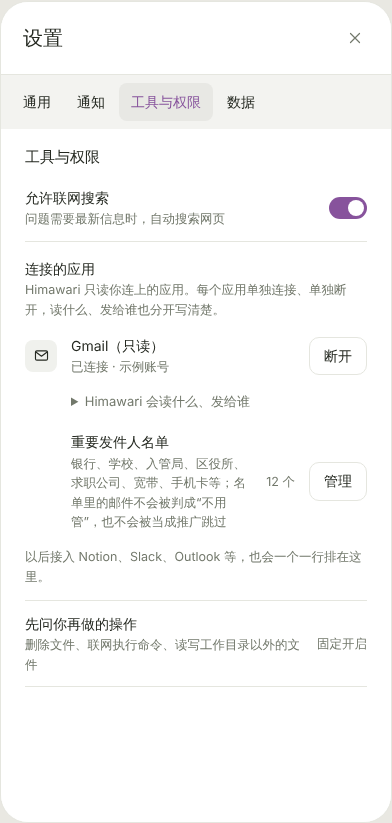 设置
通用
通知
工具与权限
数据
工具与权限
允许联网搜索
问题需要最新信息时，自动搜索网页
连接的应用
Himawari 只读你连上的应用。每个应用单独连接、单独断
开，读什么、发给谁也分开写清楚。
Gmail（只读）
已连接 · 示例账号
断开
Himawari 会读什么、发给谁
重要发件人名单
银行、学校、入管局、区役所、
求职公司、宽带、手机卡等；名
单里的邮件不会被判成“不用
管”，也不会被当成推广跳过
12 个
管理
以后接入 Notion、Slack、Outlook 等，也会一个一行排在这
里。
先问你再做的操作
删除文件、联网执行命令、读写工作目录以外的文
件
固定开启